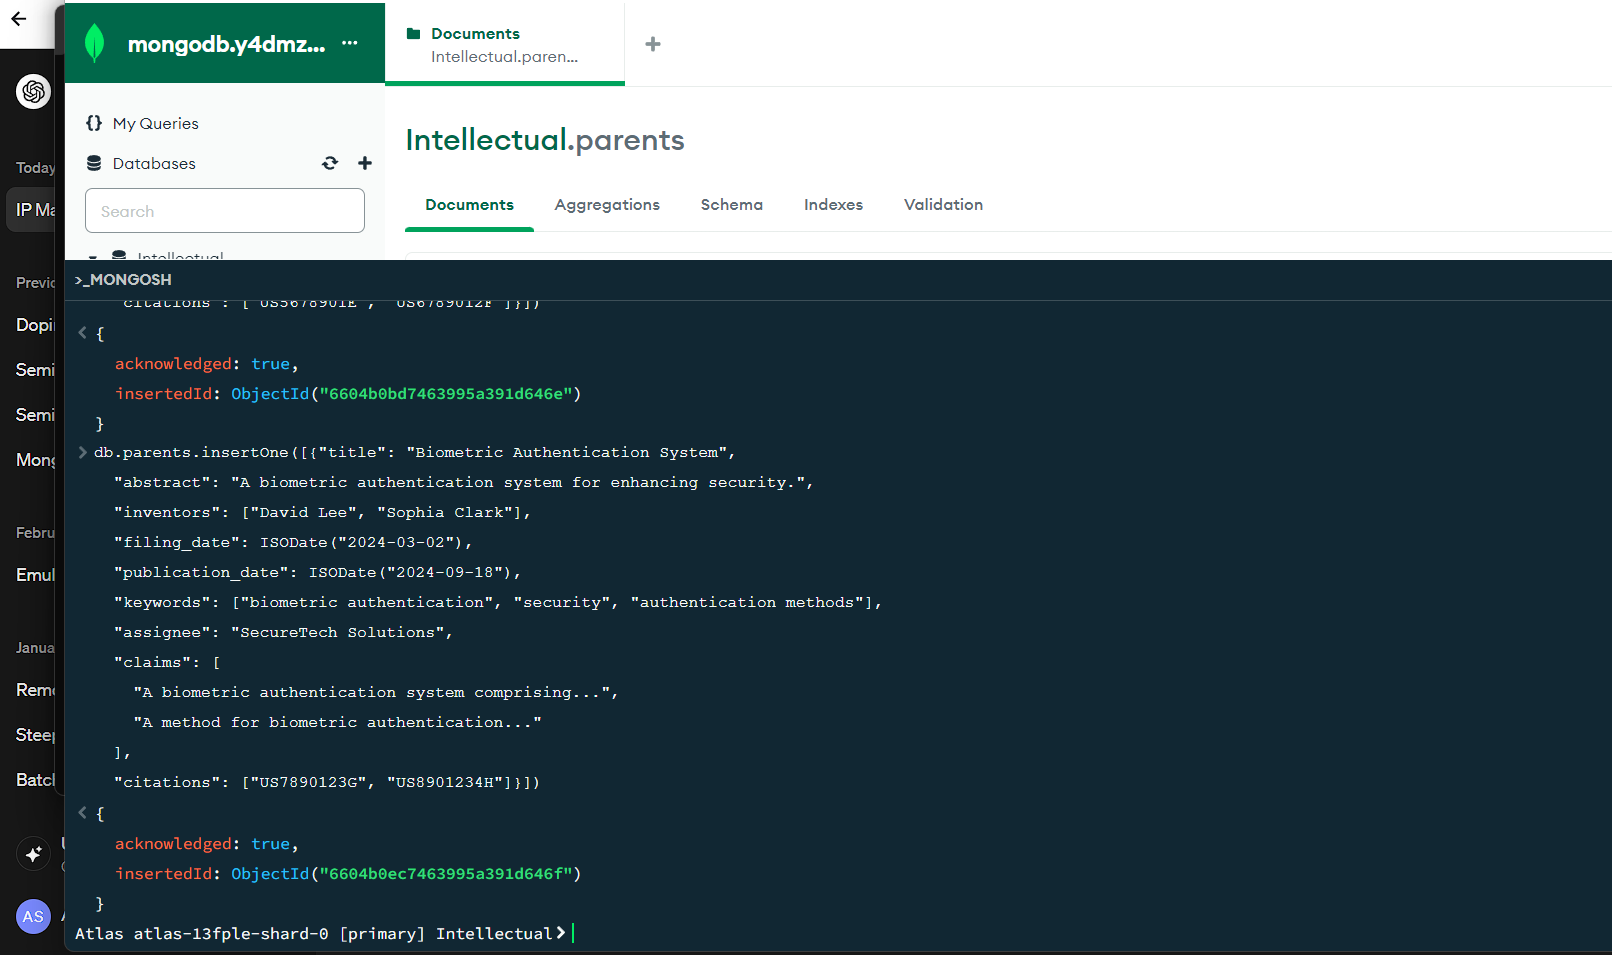 mongodb.y4dmz... ...
Documents
Intellectual.paren...
My Queries
Databases
Search
Intellectual
Intellectual.parents
Documents Aggregations Schema Indexes Validation
Today
IP Ma
Previo
Dopi
Semi
Semi
Mong
Febru
Emul
Janua
Remo
Steep
Batcl
AS
>_MONGOSH
"citations": ["US5678901E", "US6789012F"]}])
{
acknowledged: true,
insertedId: ObjectId("6604b0bd7463995a391d646e")
}
db.parents.insertOne([{"title": "Biometric Authentication System",
"abstract": "A biometric authentication system for enhancing security.",
"inventors": ["David Lee", "Sophia Clark"],
"filing_date": ISODate("2024-03-02"),
"publication_date": ISODate("2024-09-18"),
"keywords": ["biometric authentication", "security", "authentication methods"],
"assignee": "SecureTech Solutions",
"claims": [
"A biometric authentication system comprising...",
"A method for biometric authentication..."
],
"citations": ["US7890123G", "US8901234H"]}])
{
acknowledged: true,
insertedId: ObjectId("6604b0ec7463995a391d646f")
}
Atlas atlas-13fple-shard-0 [primary] Intellectual>